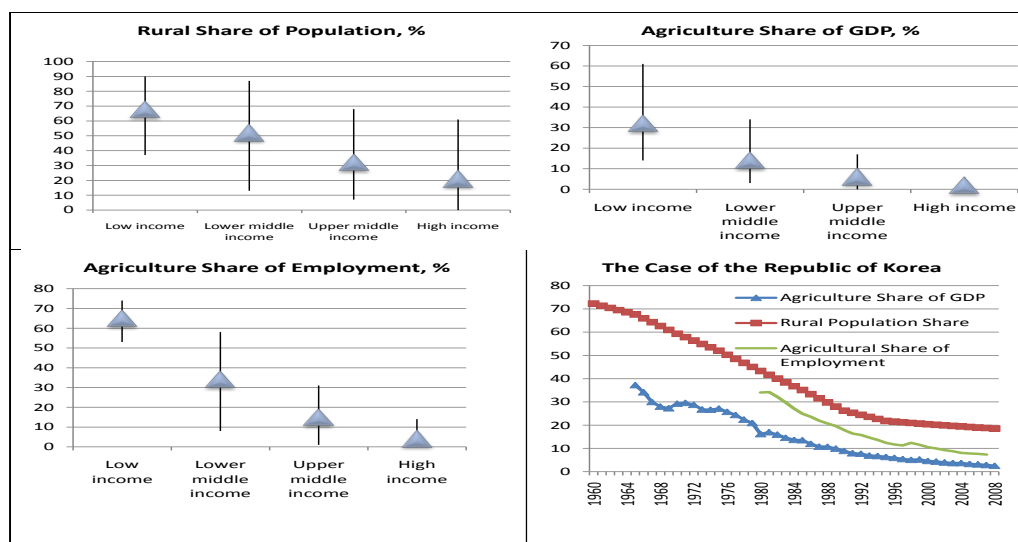 Rural Share of Population, %
100
90
80
70
60
50
40
30
20
10
0
Low income
Lower middle income
Upper middle income
High income
Agriculture Share of GDP, %
70
60
50
40
30
20
10
0
Low income
Lower middle income
Upper middle income
High income
Agriculture Share of Employment, %
80
70
60
50
40
30
20
10
0
Low income
Lower middle income
Upper middle income
High income
The Case of the Republic of Korea
80
70
60
50
40
30
20
10
0
Agriculture Share of GDP
Rural Population Share
Agricultural Share of
Employment
1960
1964
1968
1972
1976
1980
1984
1988
1992
1996
2000
2004
2008